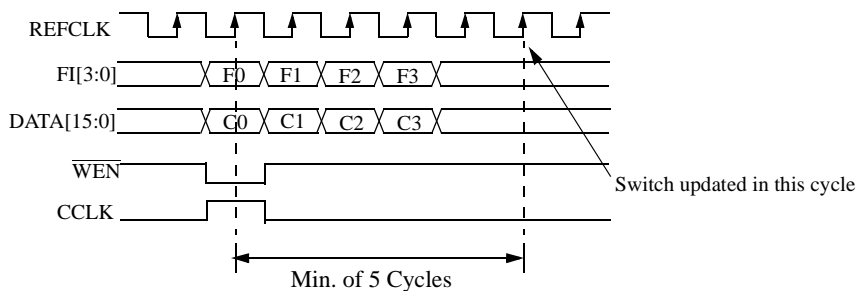 REFCLK
FI[3:0] F0 F1 F2 F3
DATA[15:0] C0 C1 C2 C3
WEN
Switch updated in this cycle
CCLK
Min. of 5 Cycles